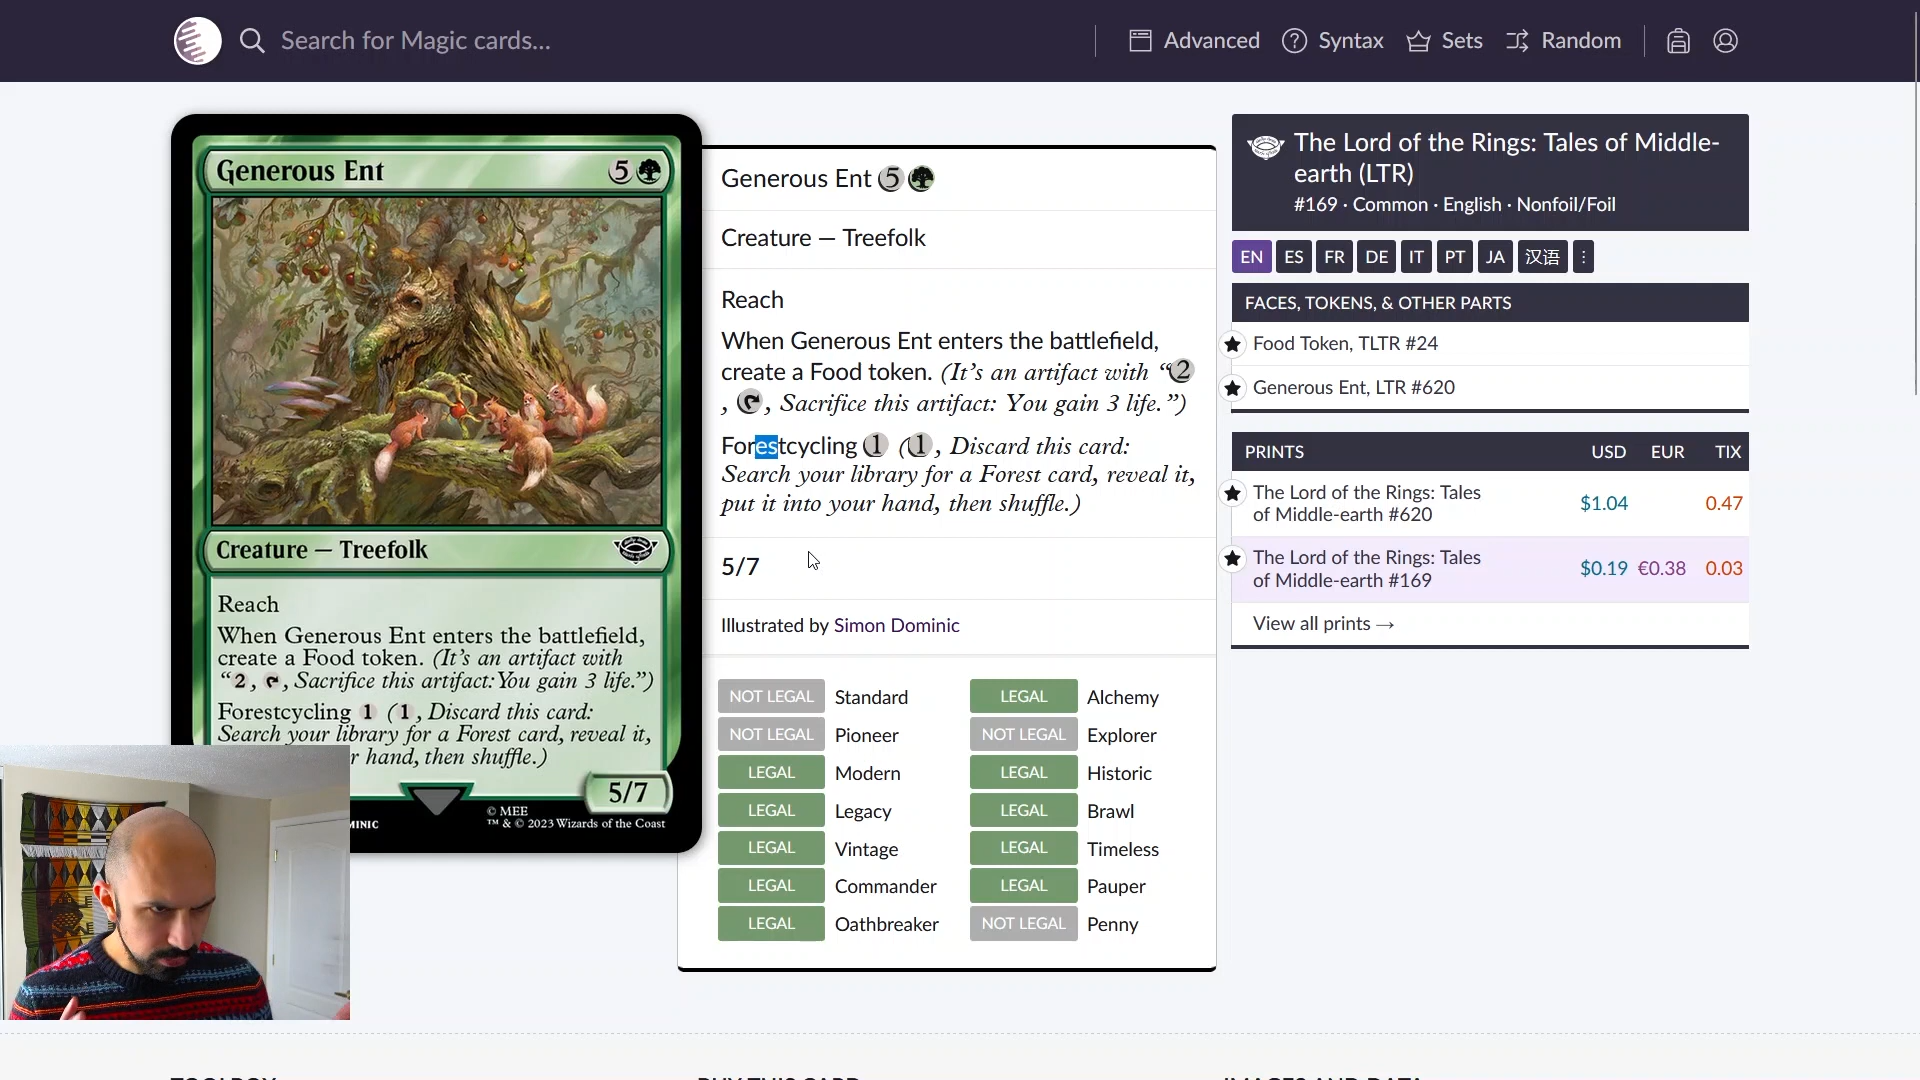 Search for Magic cards...
Advanced
Syntax
Sets
Random
Generous Ent 5
Creature — Treefolk
Reach
When Generous Ent enters the battlefield,
create a Food token. (It's an artifact with
“2, , Sacrifice this artifact: You gain 3 life.”)
Forestcycling 1 (1, Discard this card:
Search your library for a Forest card, reveal it,
r hand, then shuffle.)
5/7
MINIC
© MEE
™ & © 2023 Wizards of the Coast
Generous Ent 5
Creature — Treefolk
Reach
When Generous Ent enters the battlefield,
create a Food token. (It’s an artifact with “2
, , Sacrifice this artifact: You gain 3 life.”)
Forestcycling 1 (1, Discard this card:
Search your library for a Forest card, reveal it,
put it into your hand, then shuffle.)
5/7
Illustrated by Simon Dominic
NOT LEGAL Standard LEGAL Alchemy
NOT LEGAL Pioneer NOT LEGAL Explorer
LEGAL Modern LEGAL Historic
LEGAL Legacy LEGAL Brawl
LEGAL Vintage LEGAL Timeless
LEGAL Commander LEGAL Pauper
LEGAL Oathbreaker NOT LEGAL Penny
The Lord of the Rings: Tales of Middle-
earth (LTR)
#169 · Common · English · Nonfoil/Foil
EN ES FR DE IT PT JA 汉语
FACES, TOKENS, & OTHER PARTS
Food Token, TLTR #24
Generous Ent, LTR #620
PRINTS USD EUR TIX
The Lord of the Rings: Tales
of Middle-earth #620 $1.04 0.47
The Lord of the Rings: Tales
of Middle-earth #169 $0.19 €0.38 0.03
View all prints →
TOOLBOX
BUY THIS CARD
IMAGES AND DATA